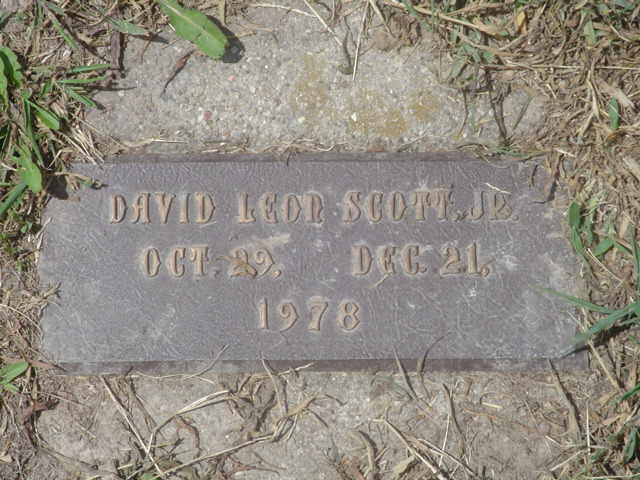 DAVID LEON SCOTT, JR.
OCT. 29, DEC. 21,
1978